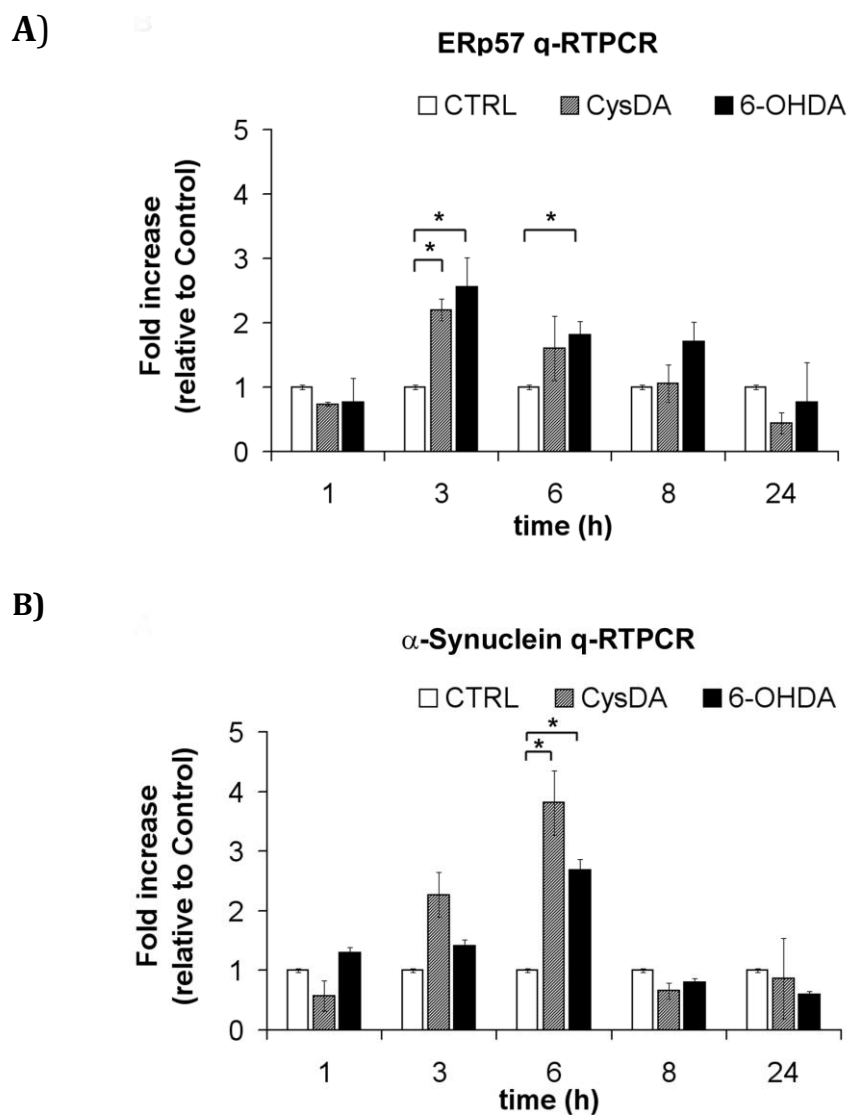 A)
ERp57 q-RTPCR
CTRL CysDA 6-OHDA
Fold increase
(relative to Control)
5
4
3
2
1
0
* * *
1 3 6 8 24
time (h)
B)
α-Synuclein q-RTPCR
CTRL CysDA 6-OHDA
Fold increase
(relative to Control)
5
4
3
2
1
0
* *
1 3 6 8 24
time (h)